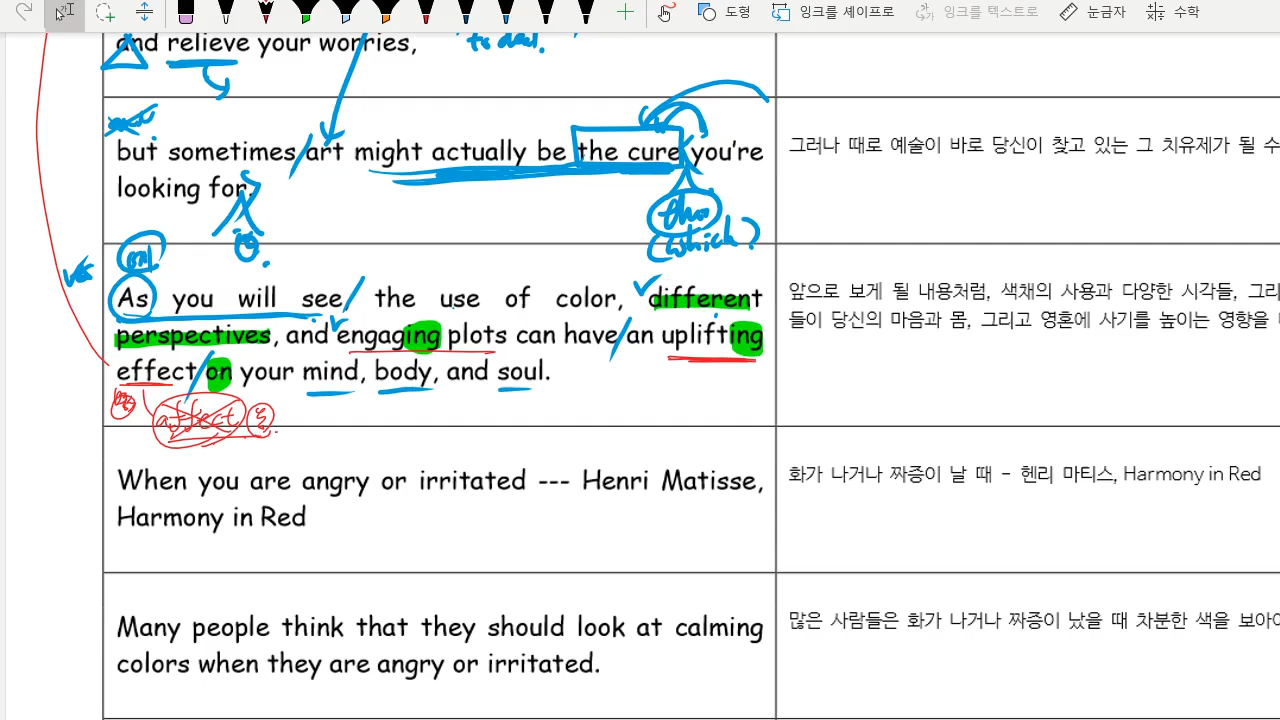 도형 잉크를 셰이프로 잉크를 텍스트로 눈금자 수학
and relieve your worries,
but sometimes art might actually be the cure you're
looking for.
that
(which)
As you will see, the use of color, different
perspectives, and engaging plots can have an uplifting
effect on your mind, body, and soul.
affect
When you are angry or irritated --- Henri Matisse,
Harmony in Red
Many people think that they should look at calming
colors when they are angry or irritated.
그러나 때로 예술이 바로 당신이 찾고 있는 그 치유제가 될 수
앞으로 보게 될 내용처럼, 색채의 사용과 다양한 시각들, 그리
들이 당신의 마음과 몸, 그리고 영혼에 사기를 높이는 영향을
화가 나거나 짜증이 날 때 - 헨리 마티스, Harmony in Red
많은 사람들은 화가 나거나 짜증이 났을 때 차분한 색을 보아야